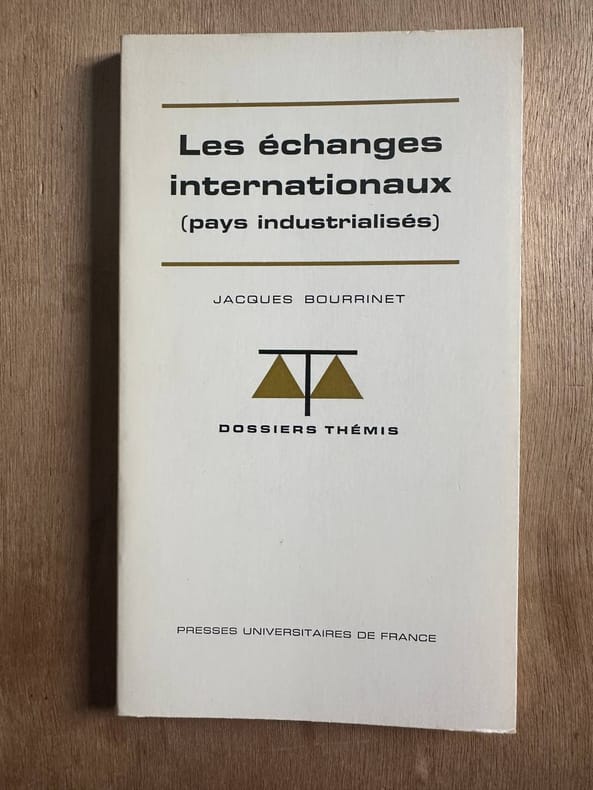 Les échanges
internationaux
(pays industrialisés)
JACQUES BOURRINET
DOSSIERS THÉMIS
PRESSES UNIVERSITAIRES DE FRANCE